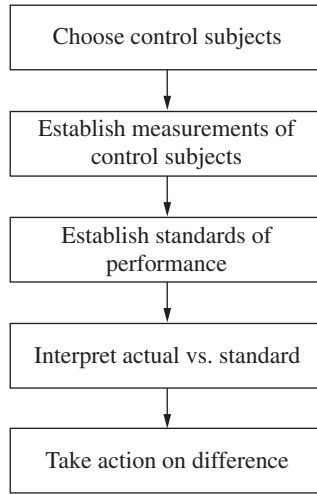 Choose control subjects
Establish measurements of
control subjects
Establish standards of
performance
Interpret actual vs. standard
Take action on difference